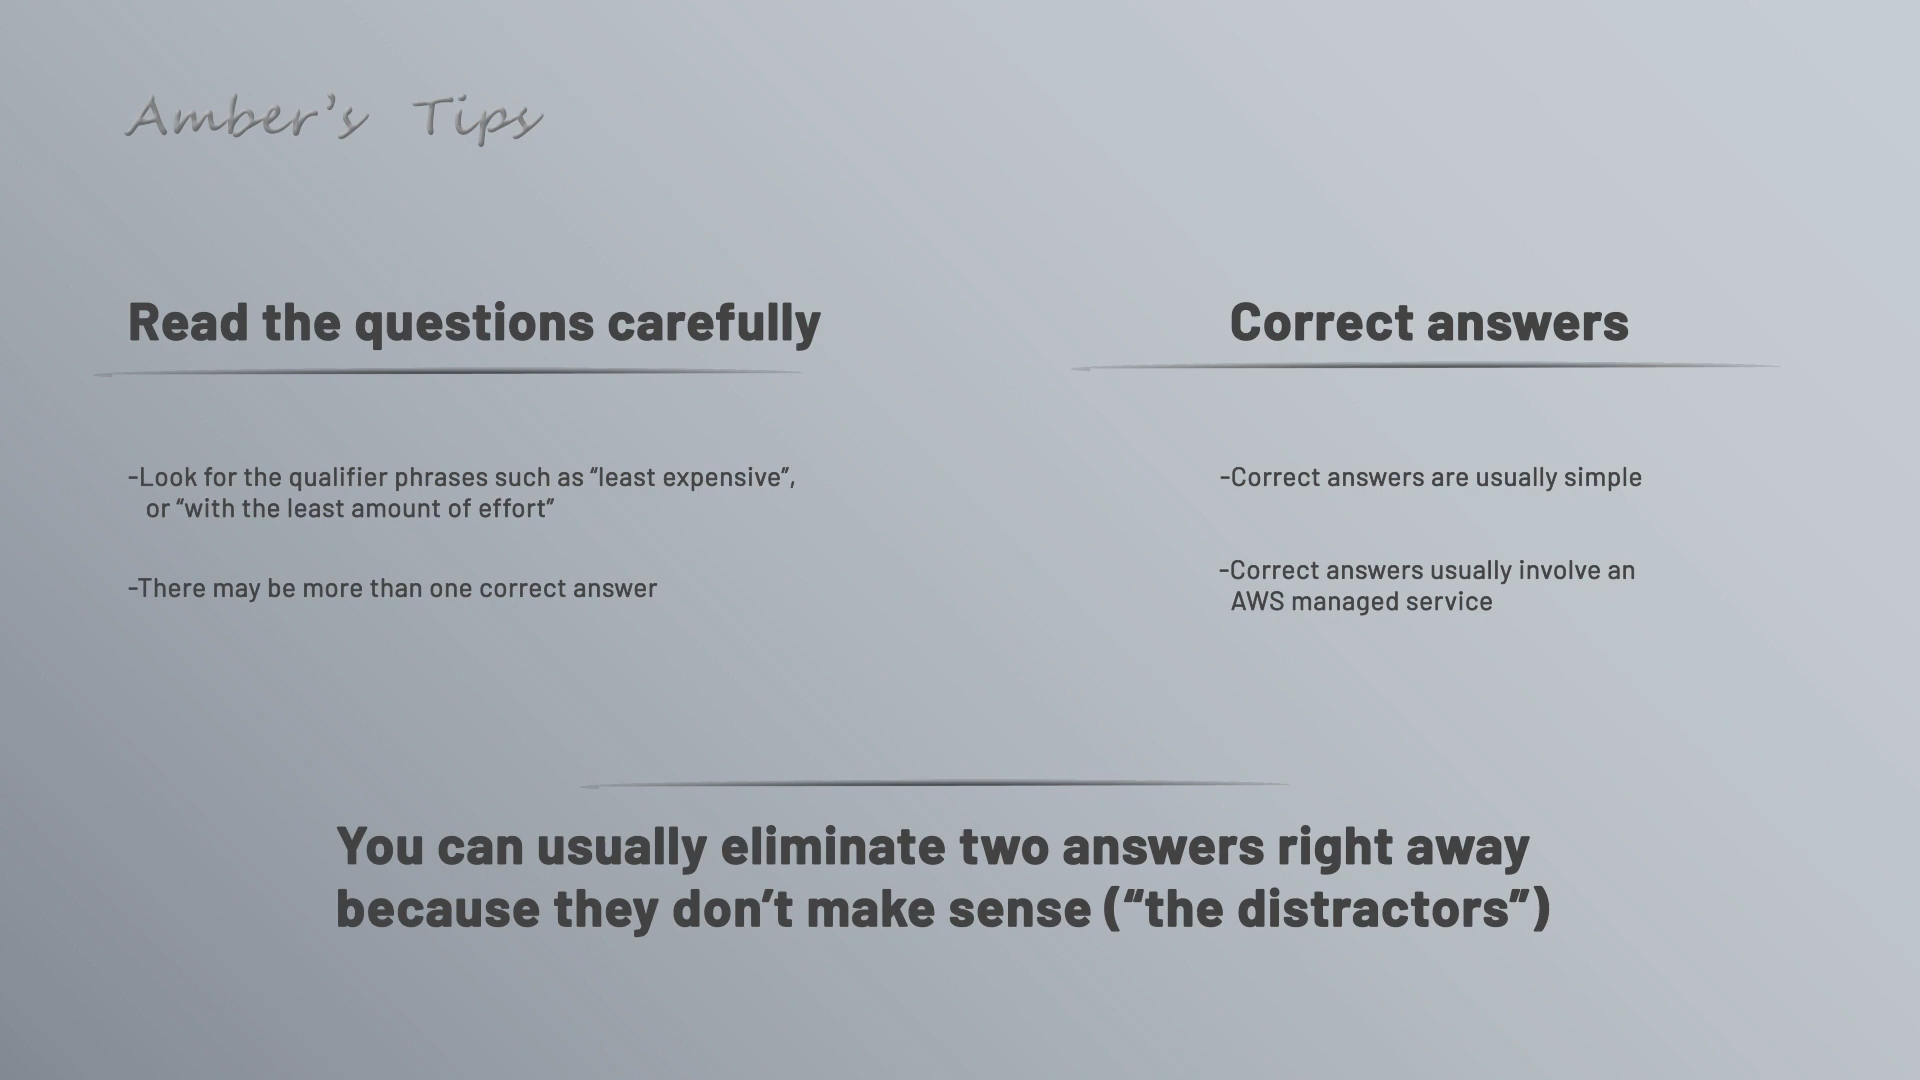 Amber's Tips
Read the questions carefully
-Look for the qualifier phrases such as “least expensive”,
or “with the least amount of effort”
-There may be more than one correct answer
Correct answers
-Correct answers are usually simple
-Correct answers usually involve an
AWS managed service
You can usually eliminate two answers right away
because they don’t make sense (“the distractors”)